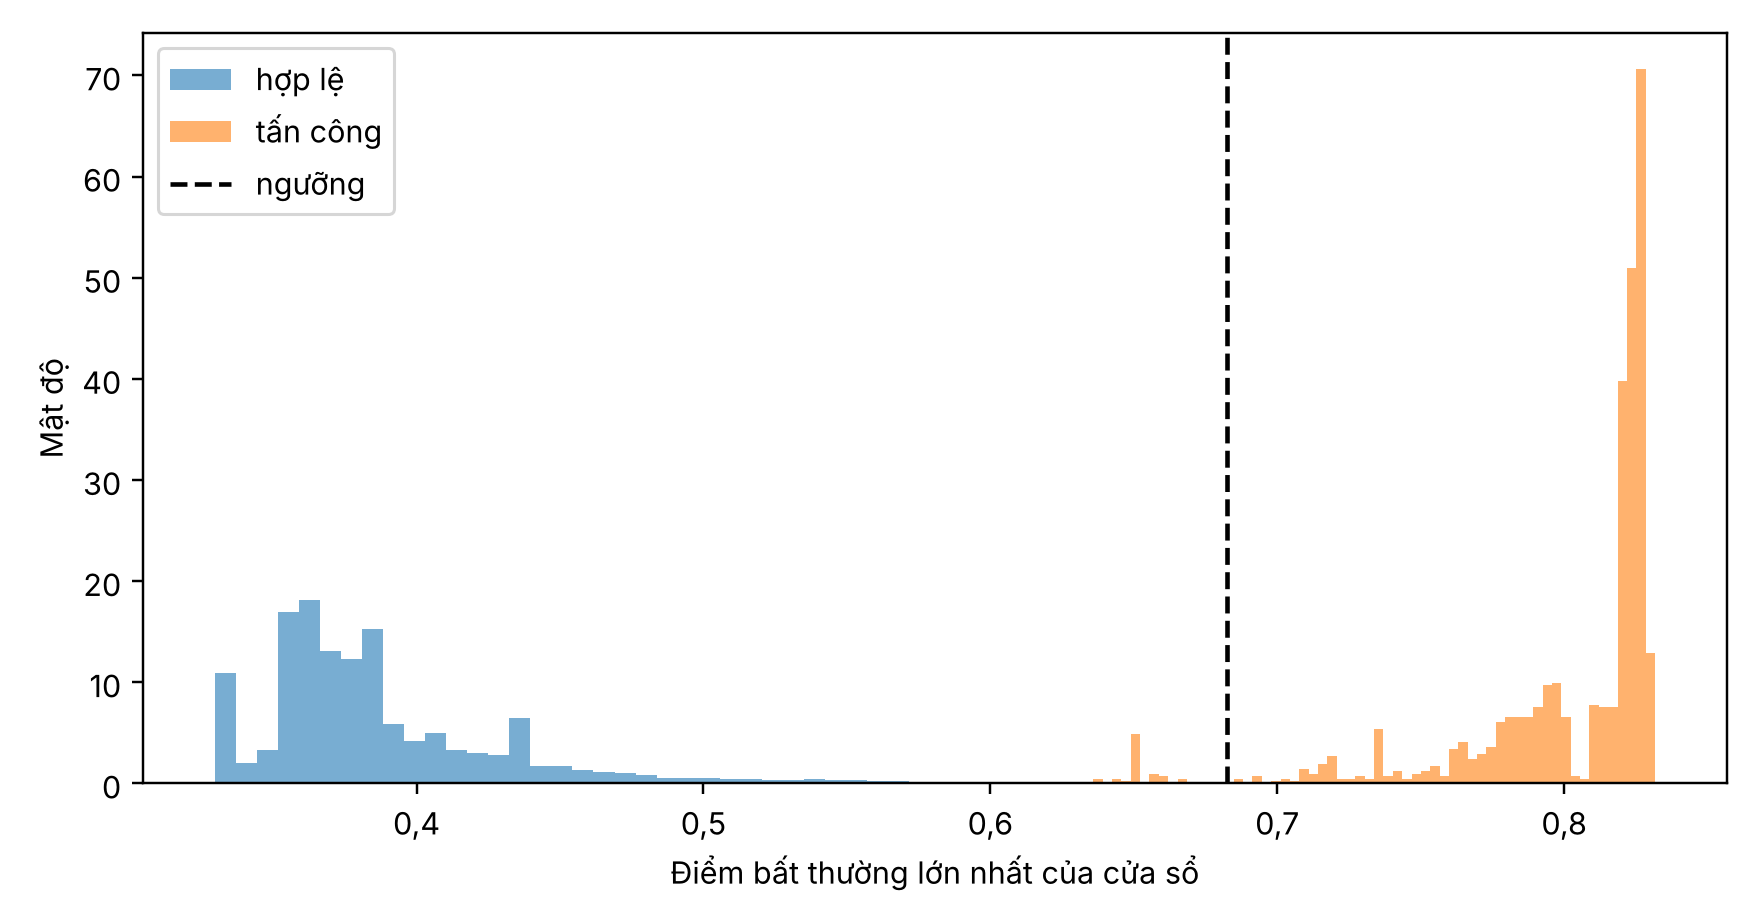 hợp lệ
tấn công
ngưỡng
Mật độ
70
60
50
40
30
20
10
0
0,4 0,5 0,6 0,7 0,8
Điểm bất thường lớn nhất của cửa sổ